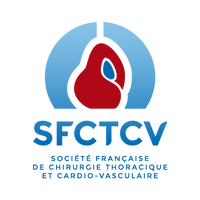 SFCTCV
SOCIÉTÉ FRANÇAISE
DE CHIRURGIE THORACIQUE
ET CARDIO-VASCULAIRE